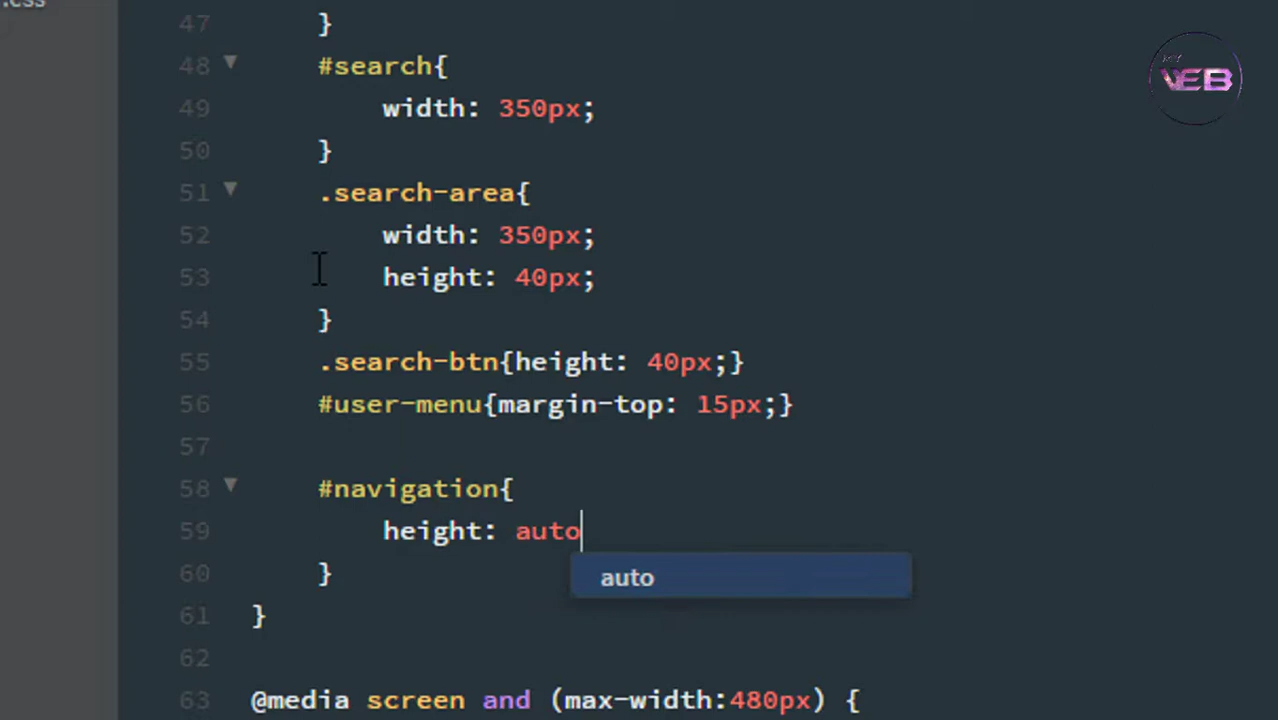 .css
MY
VEB
47 }
48 #search{
49 width: 350px;
50 }
51 .search-area{
52 width: 350px;
53 height: 40px;
54 }
55 .search-btn{height: 40px;}
56 #user-menu{margin-top: 15px;}
57
58 #navigation{
59 height: auto
auto
60 }
61 }
62
63 @media screen and (max-width:480px) {